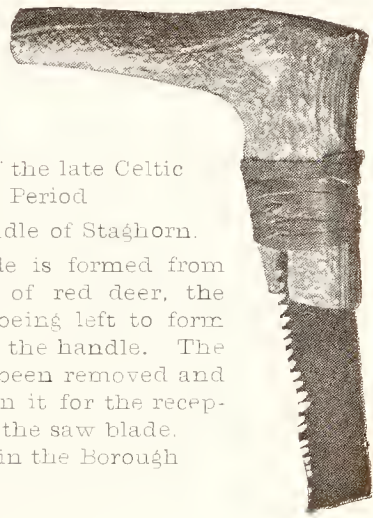 the late Celtic
Period
dle of Staghorn.
le is formed from
of red deer, the
being left to form
the handle. The
been removed and
n it for the recep-
the saw blade.
in the Borough